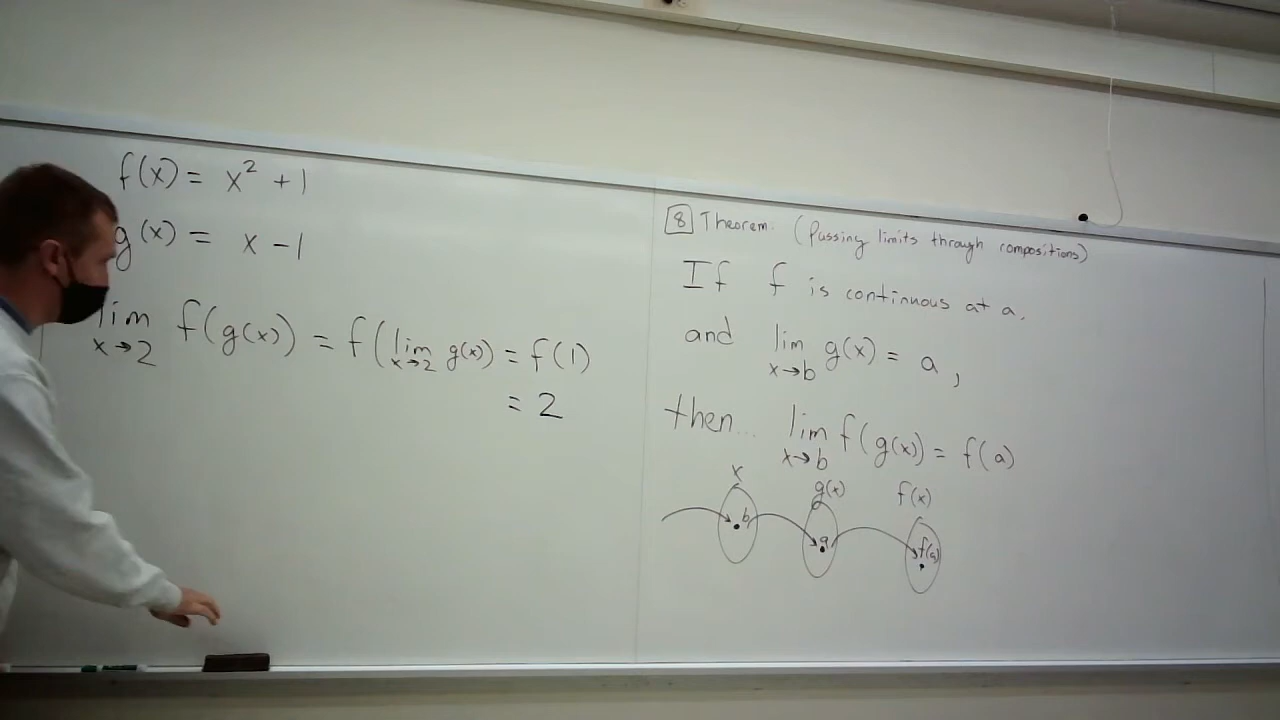 f(x) = x² + 1
g(x) = x - 1
lim x→2 f(g(x)) = f(lim x→2 g(x)) = f(1)
= 2
8 Theorem. (Passing limits through compositions)
If f is continuous at a,
and lim x→b g(x) = a,
then... lim x→b f(g(x)) = f(a)
x g(x) f(x)
b a f(a)